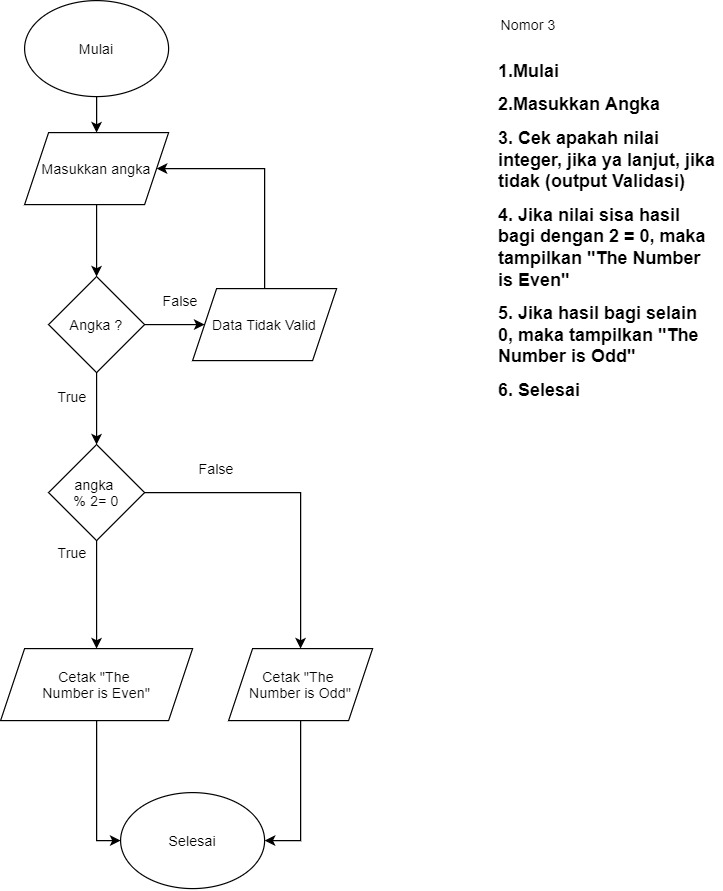 Mulai
Masukkan angka
Angka ?
False
Data Tidak Valid
True
angka
% 2= 0
False
True
Cetak "The
Number is Even"
Cetak "The
Number is Odd"
Selesai
Nomor 3
1.Mulai
2.Masukkan Angka
3. Cek apakah nilai
integer, jika ya lanjut, jika
tidak (output Validasi)
4. Jika nilai sisa hasil
bagi dengan 2 = 0, maka
tampilkan "The Number
is Even"
5. Jika hasil bagi selain
0, maka tampilkan "The
Number is Odd"
6. Selesai